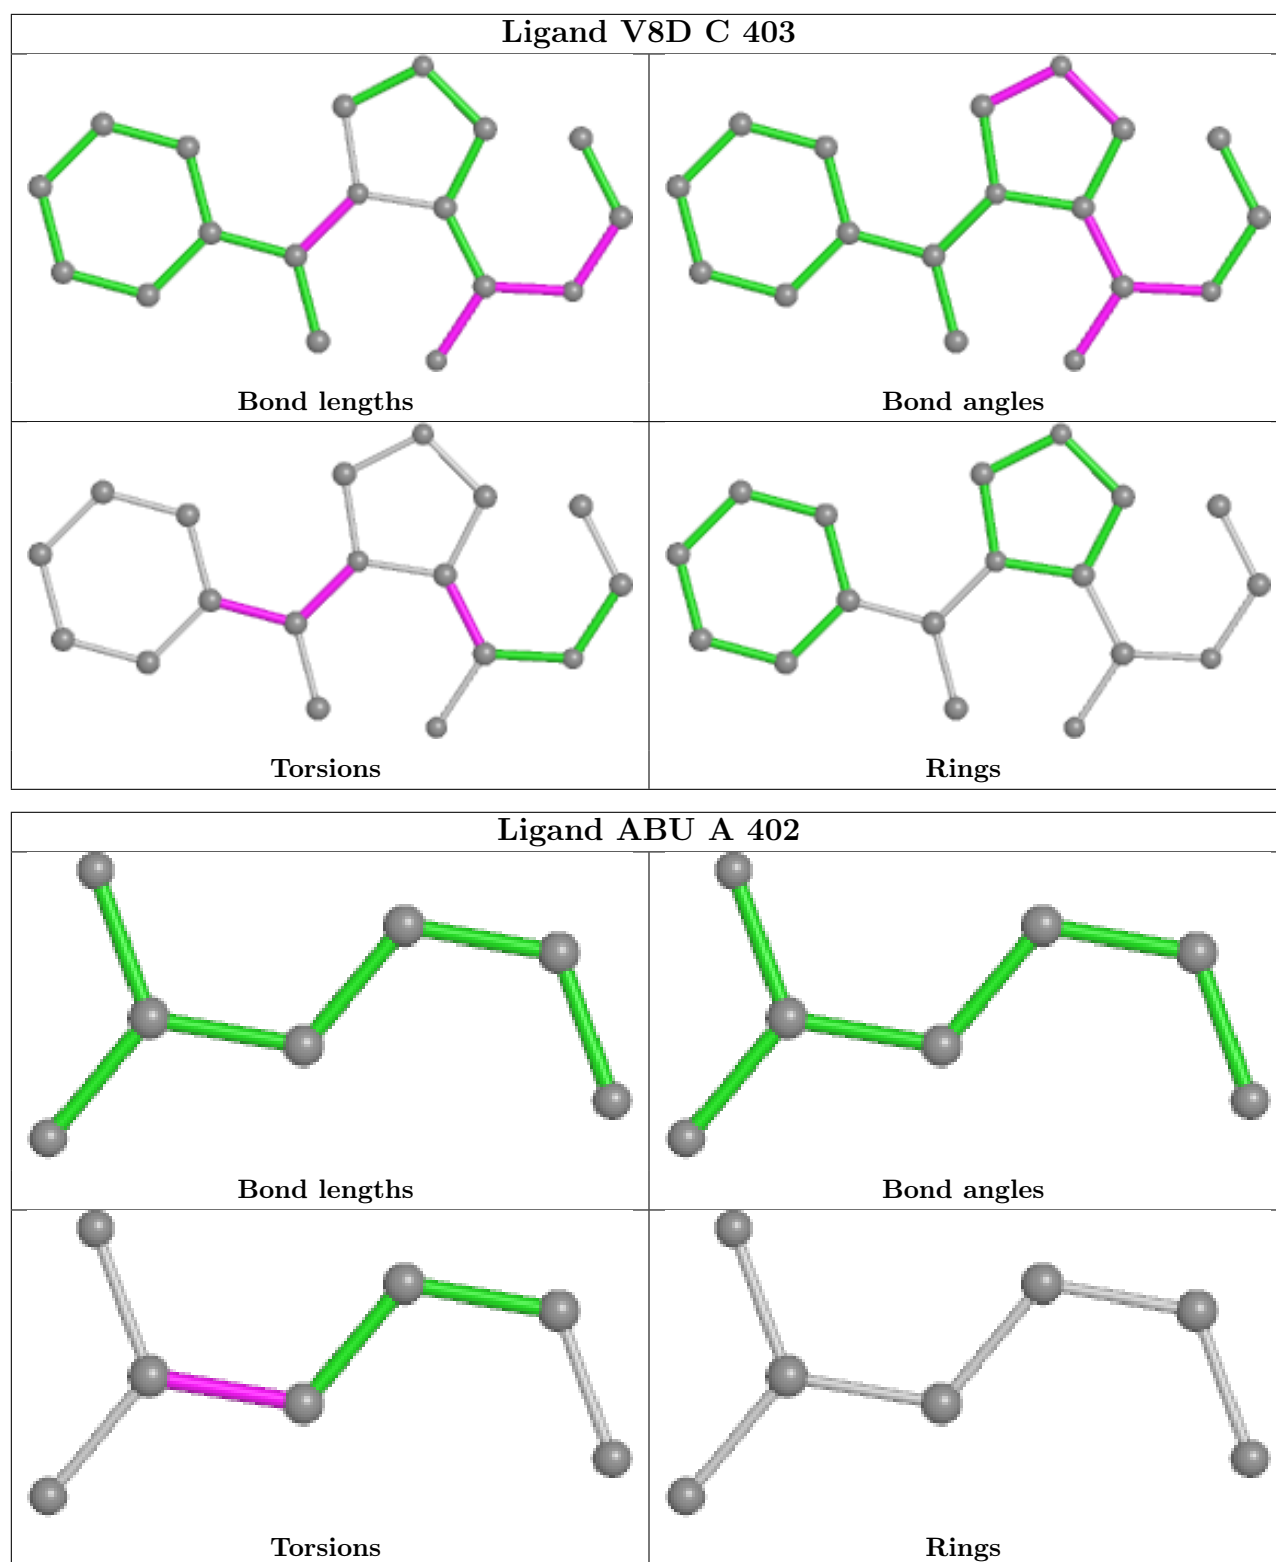 Ligand V8D C 403
Bond lengths
Bond angles
Torsions
Rings
Ligand ABU A 402
Bond lengths
Bond angles
Torsions
Rings